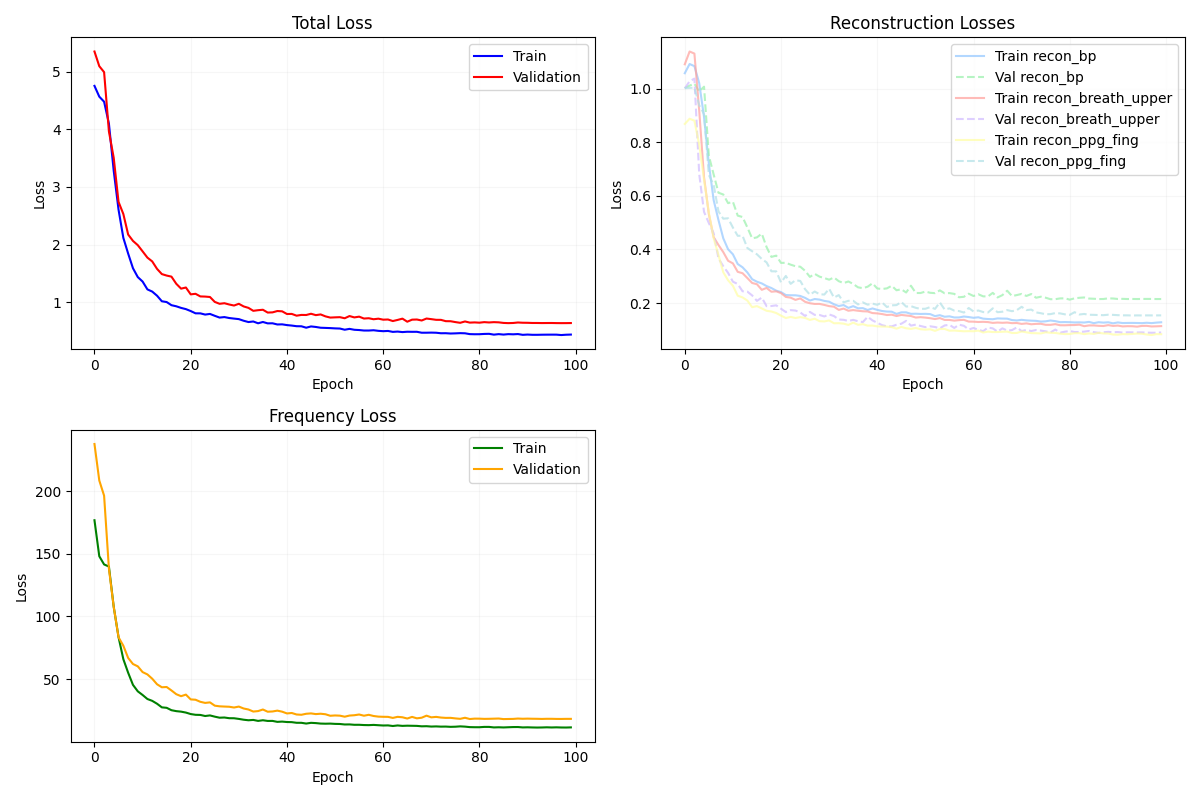 Total Loss
Train
Validation
5
4
3
2
1
Loss
0 20 40 60 80 100
Epoch
Reconstruction Losses
Train recon_bp
Val recon_bp
Train recon_breath_upper
Val recon_breath_upper
Train recon_ppg_fing
Val recon_ppg_fing
1.0
0.8
0.6
0.4
0.2
Loss
0 20 40 60 80 100
Epoch
Frequency Loss
Train
Validation
200
150
100
50
Loss
0 20 40 60 80 100
Epoch